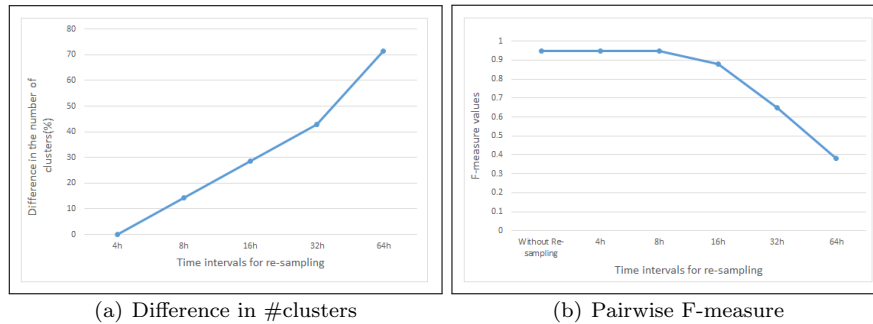 80
70
60
50
40
30
20
10
0
Difference in the number of
clusters(%)
4h 8h 16h 32h 64h
Time intervals for re-sampling
(a) Difference in #clusters
1
0.9
0.8
0.7
0.6
0.5
0.4
0.3
0.2
0.1
0
F-measure values
Without Re-
sampling
4h 8h 16h 32h 64h
Time intervals for re-sampling
(b) Pairwise F-measure